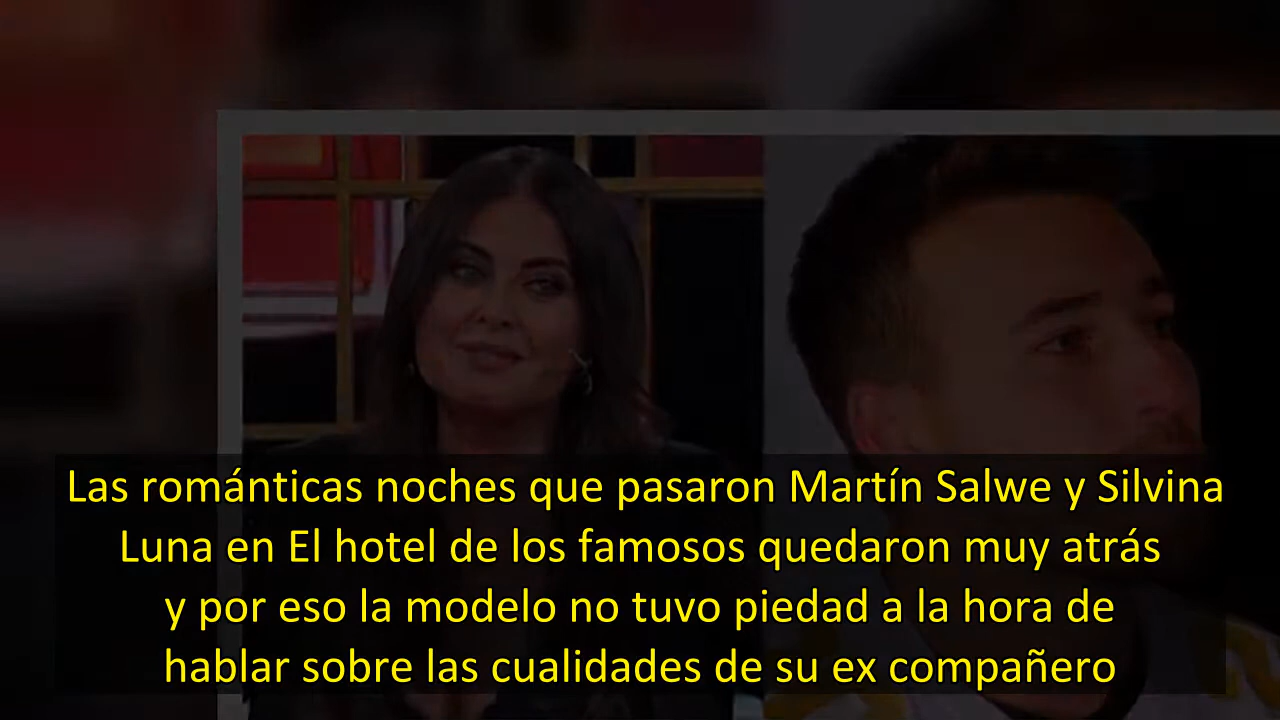 Las románticas noches que pasaron Martín Salwe y Silvina
Luna en El hotel de los famosos quedaron muy atrás
y por eso la modelo no tuvo piedad a la hora de
hablar sobre las cualidades de su ex compañero